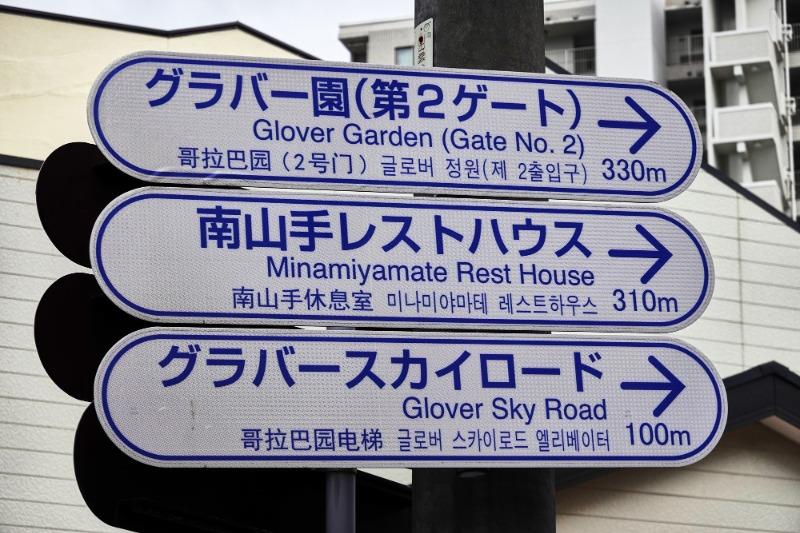 グラバー園(第2ゲート)
Glover Garden (Gate No. 2)
哥拉巴园（2号门）글로버 정원(제 2출입구) 330m
南山手レストハウス
Minamiyamate Rest House
南山手休息室 미나미야마테 레스트하우스 310m
グラバースカイロード
Glover Sky Road
哥拉巴园电梯 글로버 스카이로드 엘리베이터 100m